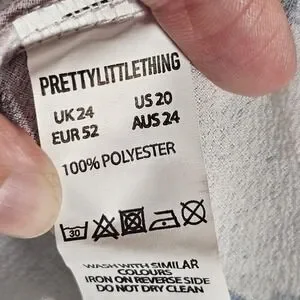 PRETTYLITTLETHING
UK 24 US 20
EUR 52 AUS 24
100% POLYESTER
30
WASH WITH SIMILAR
COLOURS
IRON ON REVERSE SIDE
DO NOT DRY CLEAN